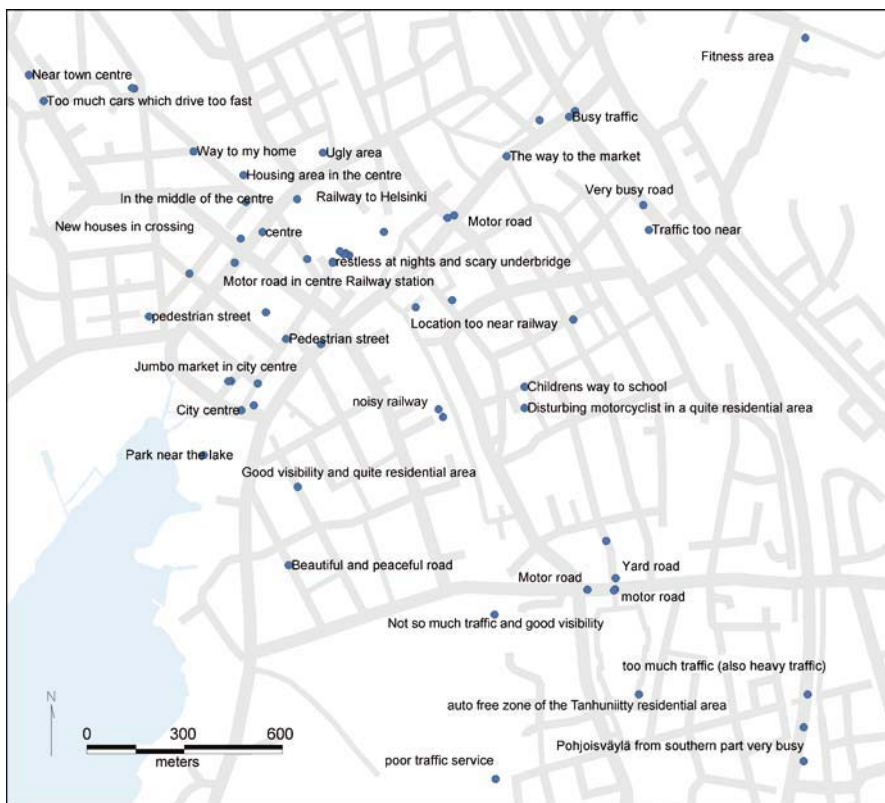 Fitness area
Near town centre
Too much cars which drive too fast
Busy traffic
Way to my home
Ugly area
The way to the market
Housing area in the centre
In the middle of the centre
Railway to Helsinki
Very busy road
New houses in crossing
centre
Motor road
Traffic too near
restless at nights and scary underbridge
Motor road in centre Railway station
pedestrian street
Location too near railway
Pedestrian street
Jumbo market in city centre
Childrens way to school
City centre
noisy railway
Disturbing motorcyclist in a quite residential area
Park near the lake
Good visibility and quite residential area
Beautiful and peaceful road
Motor road
Yard road
motor road
Not so much traffic and good visibility
too much traffic (also heavy traffic)
auto free zone of the Tanhuniitty residential area
N
0 300 600
meters
Pohjoisväylä from southern part very busy
poor traffic service